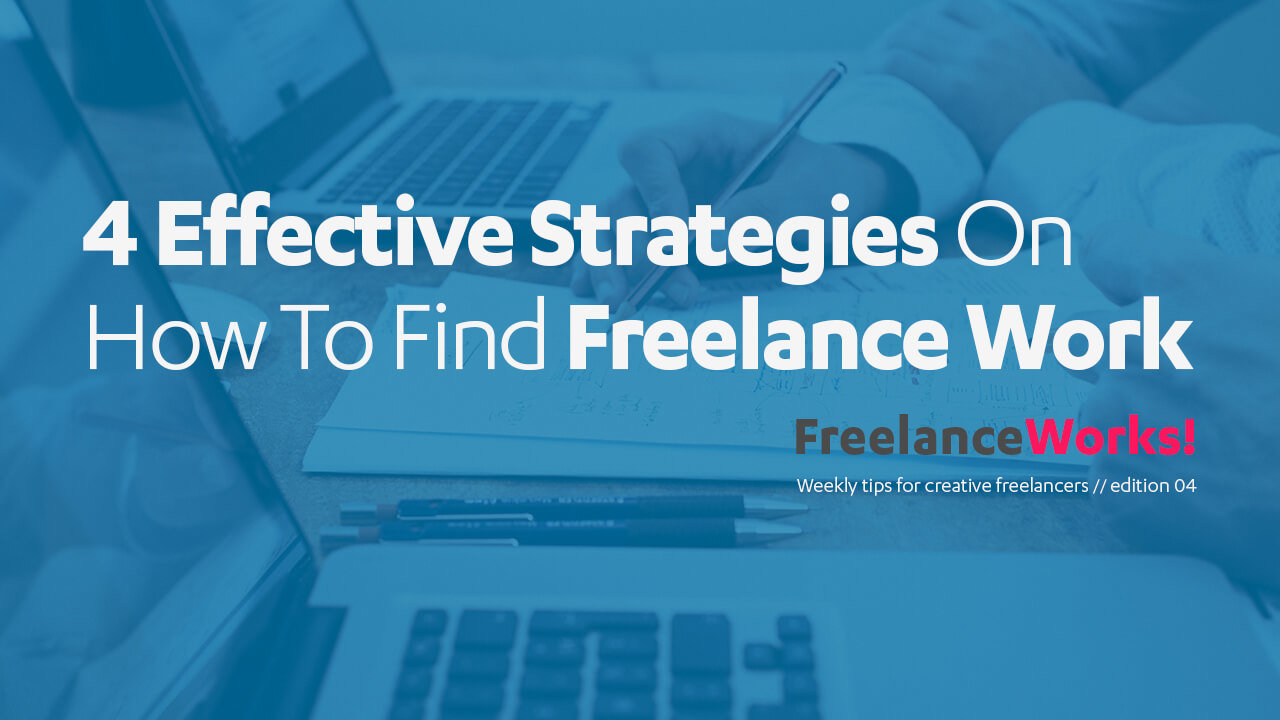 4 Effective Strategies On
How To Find Freelance Work
FreelanceWorks!
Weekly tips for creative freelancers // edition 04